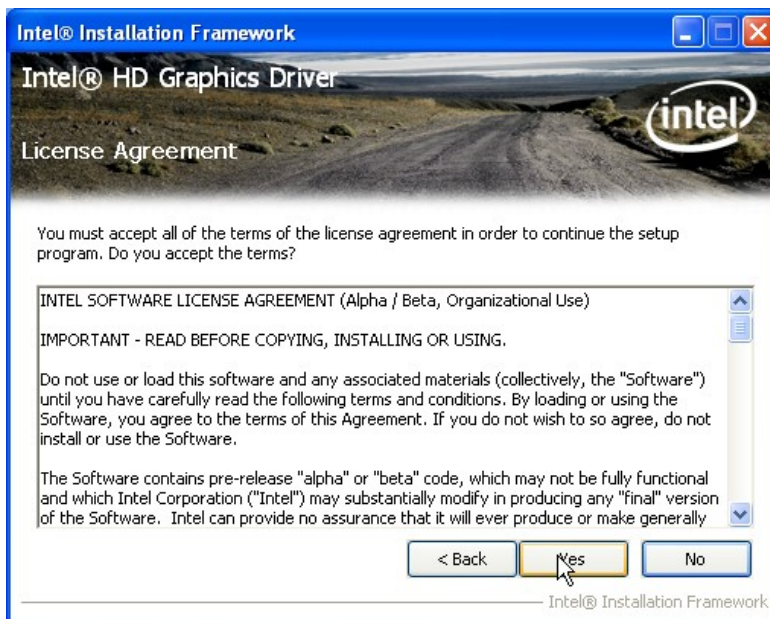 Intel® Installation Framework
Intel® HD Graphics Driver
intel
License Agreement
You must accept all of the terms of the license agreement in order to continue the setup
program. Do you accept the terms?
INTEL SOFTWARE LICENSE AGREEMENT (Alpha / Beta, Organizational Use)
IMPORTANT - READ BEFORE COPYING, INSTALLING OR USING.
Do not use or load this software and any associated materials (collectively, the "Software")
until you have carefully read the following terms and conditions. By loading or using the
Software, you agree to the terms of this Agreement. If you do not wish to so agree, do not
install or use the Software.
The Software contains pre-release "alpha" or "beta" code, which may not be fully functional
and which Intel Corporation ("Intel") may substantially modify in producing any "final" version
of the Software.  Intel can provide no assurance that it will ever produce or make generally
< Back Yes No
Intel® Installation Framework